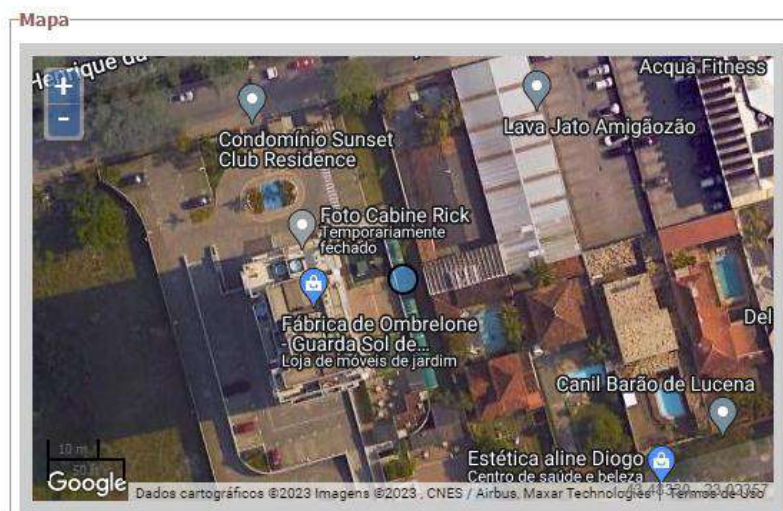 Mapa
Henrique da
Acqua Fitness
+
-
Condomínio Sunset
Club Residence
Lava Jato Amigãozão
Foto Cabine Rick
Temporariamente
fechado
Fábrica de Ombrelone
- Guarda Sol de...
Loja de móveis de jardim
Del
Canil Barão de Lucena
10 m
50 ft
Estética aline Diogo
Centro de saúde e beleza
Google
Dados cartográficos ©2023 Imagens ©2023 , CNES / Airbus, Maxar Technologies
Termos de Uso